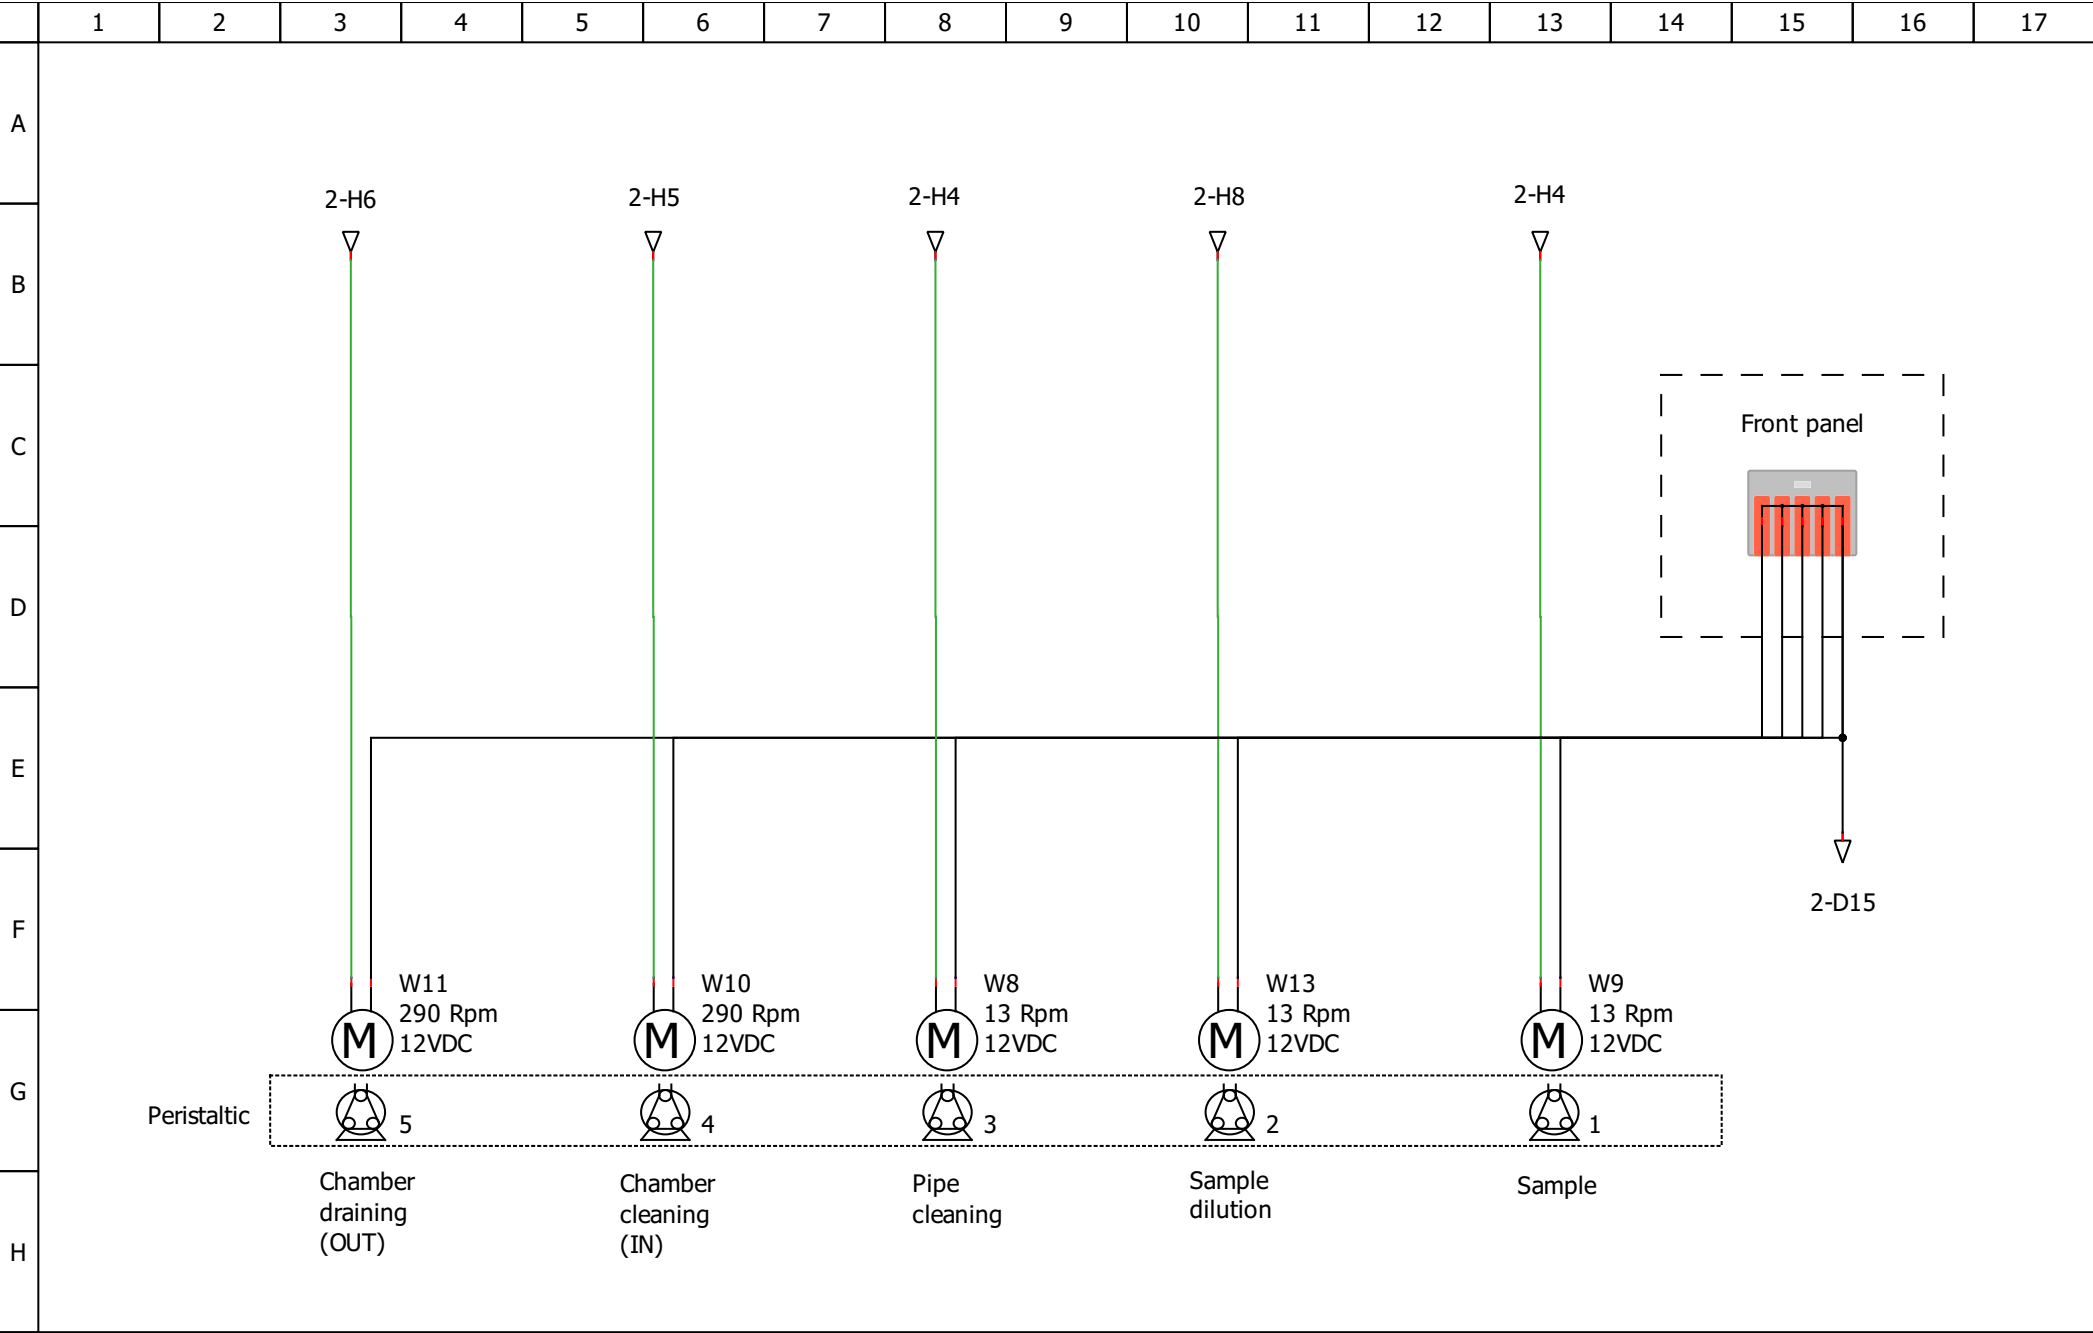 1 2 3 4 5 6 7 8 9 10 11 12 13 14 15 16 17
A
2-H6 2-H5 2-H4 2-H8 2-H4
B
C
Front panel
D
E
2-D15
F
W11
290 Rpm
12VDC
W10
290 Rpm
12VDC
W8
13 Rpm
12VDC
W13
13 Rpm
12VDC
W9
13 Rpm
12VDC
M M M M M
G
Peristaltic
5 4 3 2 1
Chamber
draining
(OUT)
Chamber
cleaning
(IN)
Pipe
cleaning
Sample
dilution
Sample
H